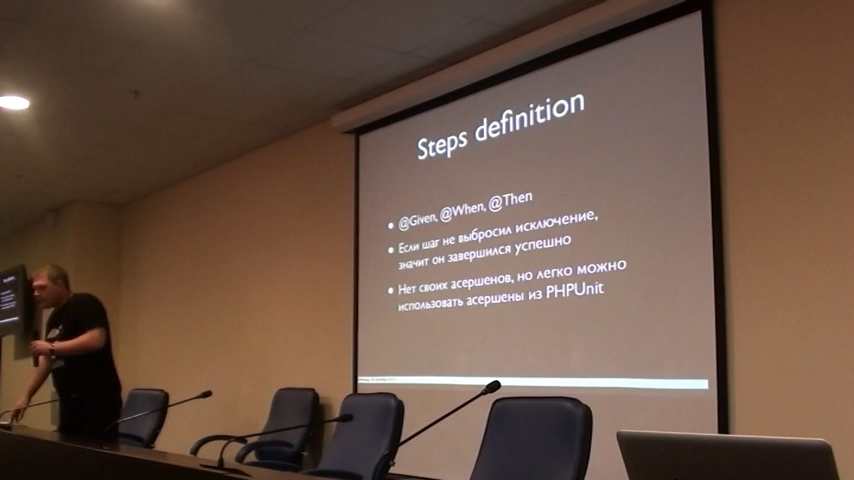 Steps definition
@Given, @When, @Then
Если шаг не выбросил исключение,
значит он завершился успешно
Нет своих асершенов, но легко можно
использовать асершены из PHPUnit